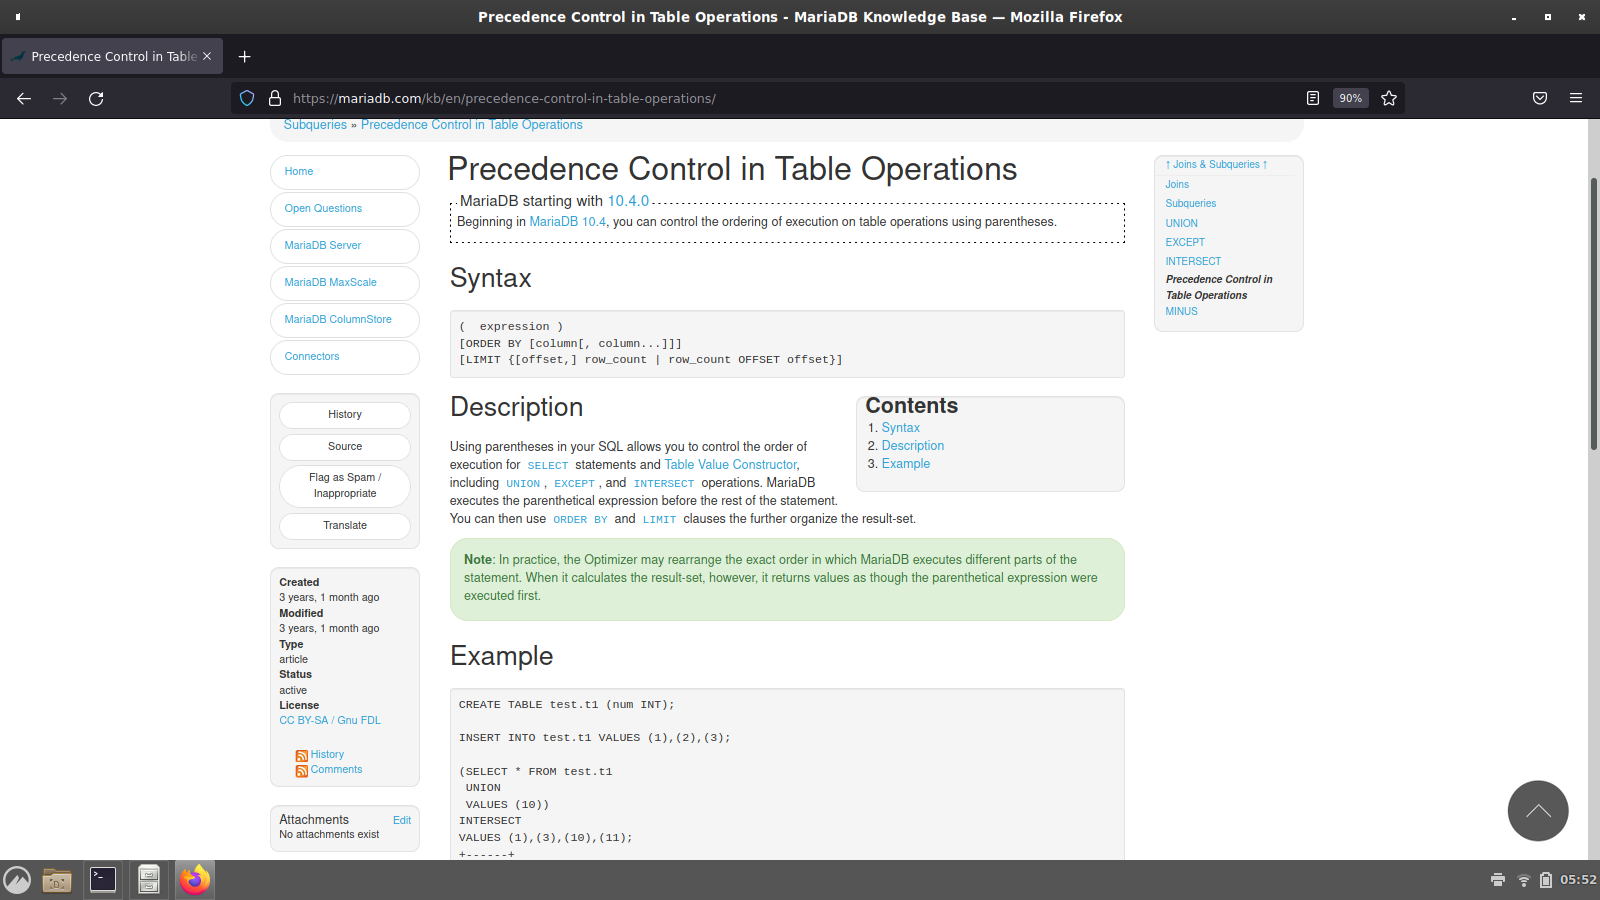 Precedence Control in Table Operations - MariaDB Knowledge Base — Mozilla Firefox
Precedence Control in Table
https://mariadb.com/kb/en/precedence-control-in-table-operations/
90%
Subqueries » Precedence Control in Table Operations
Home
Open Questions
MariaDB Server
MariaDB MaxScale
MariaDB ColumnStore
Connectors
History
Source
Flag as Spam /
Inappropriate
Translate
Created
3 years, 1 month ago
Modified
3 years, 1 month ago
Type
article
Status
active
License
CC BY-SA / Gnu FDL
History
Comments
Attachments Edit
No attachments exist
Precedence Control in Table Operations
MariaDB starting with 10.4.0
Beginning in MariaDB 10.4, you can control the ordering of execution on table operations using parentheses.
Syntax
(  expression )
[ORDER BY [column[, column...]]]
[LIMIT {[offset,] row_count | row_count OFFSET offset}]
Description
Using parentheses in your SQL allows you to control the order of
execution for SELECT statements and Table Value Constructor,
including UNION , EXCEPT , and INTERSECT operations. MariaDB
executes the parenthetical expression before the rest of the statement.
You can then use ORDER BY and LIMIT clauses the further organize the result-set.
Contents
1. Syntax
2. Description
3. Example
Note: In practice, the Optimizer may rearrange the exact order in which MariaDB executes different parts of the
statement. When it calculates the result-set, however, it returns values as though the parenthetical expression were
executed first.
Example
CREATE TABLE test.t1 (num INT);
INSERT INTO test.t1 VALUES (1),(2),(3);
(SELECT * FROM test.t1
 UNION
 VALUES (10))
INTERSECT
VALUES (1),(3),(10),(11);
+------+
↑ Joins & Subqueries ↑
Joins
Subqueries
UNION
EXCEPT
INTERSECT
Precedence Control in
Table Operations
MINUS
05:52